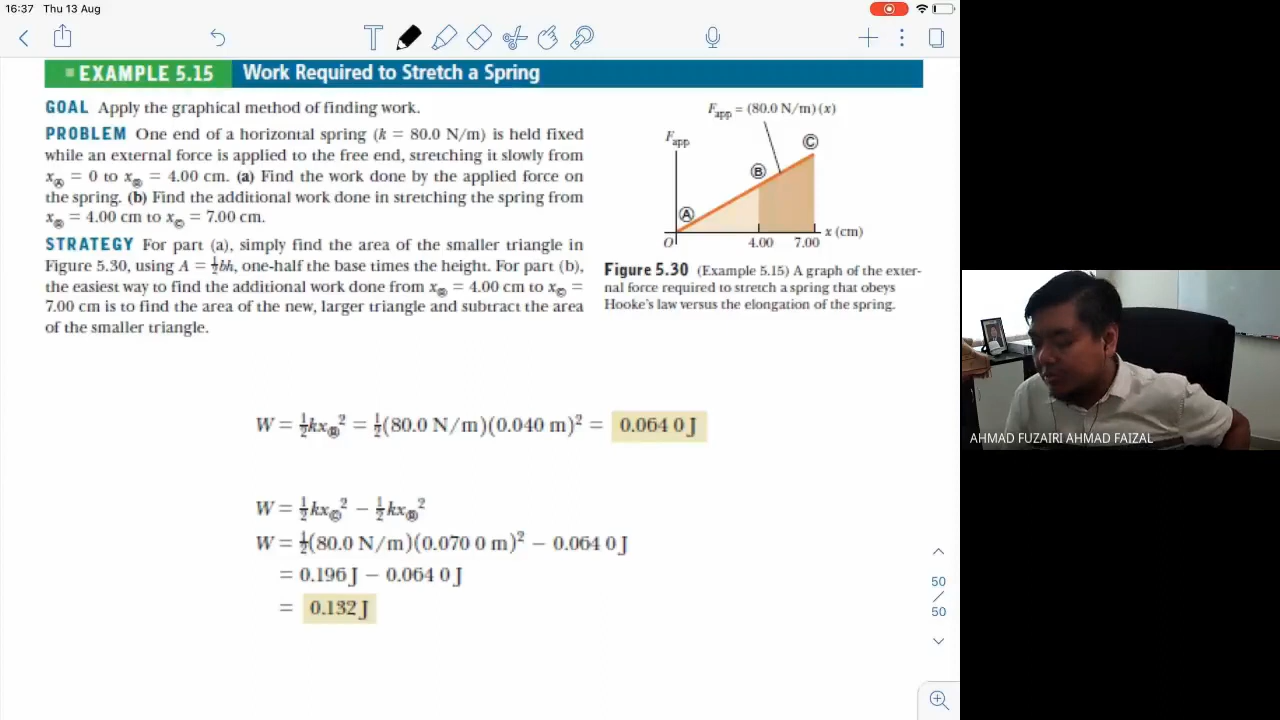 16:37 Thu 13 Aug
T
EXAMPLE 5.15 Work Required to Stretch a Spring
GOAL Apply the graphical method of finding work.
PROBLEM One end of a horizontal spring (k = 80.0 N/m) is held fixed
while an external force is applied to the free end, stretching it slowly from
xⒶ = 0 to xⒷ = 4.00 cm. (a) Find the work done by the applied force on
the spring. (b) Find the additional work done in stretching the spring from
xⒷ = 4.00 cm to xⒸ = 7.00 cm.
STRATEGY For part (a), simply find the area of the smaller triangle in
Figure 5.30, using A = ½bh, one-half the base times the height. For part (b),
the easiest way to find the additional work done from xⒷ = 4.00 cm to xⒸ =
7.00 cm is to find the area of the new, larger triangle and subtract the area
of the smaller triangle.
Fapp = (80.0 N/m)(x)
Fapp
Ⓒ
Ⓑ
Ⓐ
O 4.00 7.00 x (cm)
Figure 5.30 (Example 5.15) A graph of the exter-
nal force required to stretch a spring that obeys
Hooke's law versus the elongation of the spring.
W = ½kxⒷ² = ½(80.0 N/m)(0.040 m)² = 0.064 0 J
W = ½kxⒸ² − ½kxⒷ²
W = ½(80.0 N/m)(0.070 0 m)² − 0.064 0 J
= 0.196 J − 0.064 0 J
= 0.132 J
50
/
50
AHMAD FUZAIRI AHMAD FAIZAL